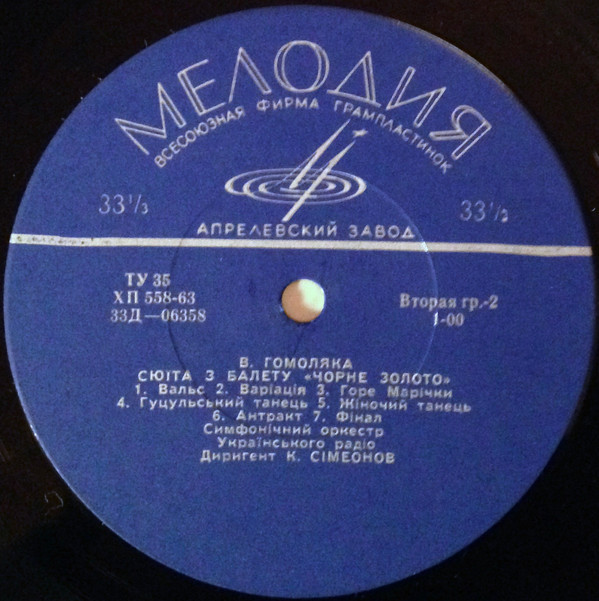 МЕЛОДИЯ
ВСЕСОЮЗНАЯ ФИРМА ГРАМПЛАСТИНОК
33⅓ 33⅓
АПРЕЛЕВСКИЙ ЗАВОД
ТУ 35
ХП 558-63
33Д—06358
Вторая гр.-2
1-00
В. ГОМОЛЯКА
СЮІТА З БАЛЕТУ «ЧОРНЕ ЗОЛОТО»
1. Вальс 2. Варіація 3. Горе Марічки
4. Гуцульський танець 5. Жіночий танець
6. Антракт 7. Фінал
Симфонічний оркестр
Українського радіо
Диригент К. СІМЕОНОВ